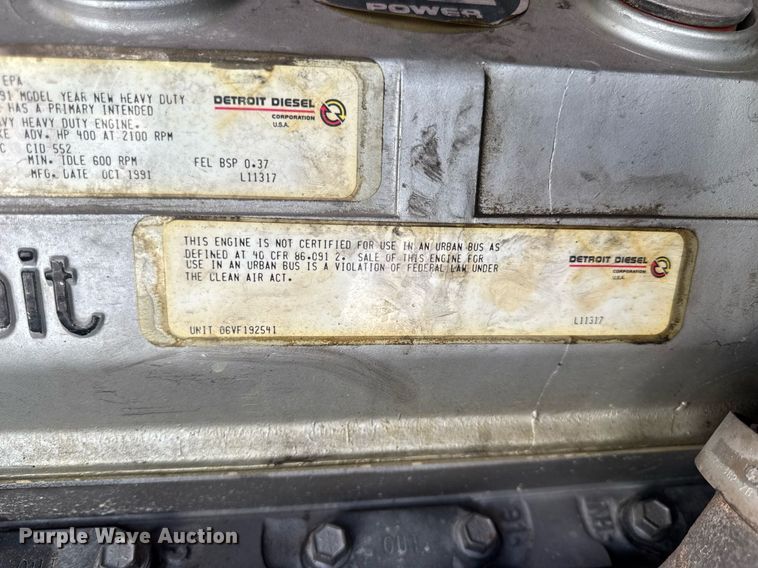 POWER
EPA
91 MODEL YEAR NEW HEAVY DUTY
HAS A PRIMARY INTENDED
VY HEAVY DUTY ENGINE.
KE ADV. HP 400 AT 2100 RPM
C CID 552
MIN. IDLE 600 RPM FEL BSP 0.37
MFG. DATE OCT 1991 L11317
DETROIT DIESEL
CORPORATION
U.S.A.
THIS ENGINE IS NOT CERTIFIED FOR USE IN AN URBAN BUS AS
DEFINED AT 40 CFR 86.091 2. SALE OF THIS ENGINE FOR
USE IN AN URBAN BUS IS A VIOLATION OF FEDERAL LAW UNDER
THE CLEAN AIR ACT.
DETROIT DIESEL
CORPORATION
U.S.A.
UNIT 06VF192541 L11317
oit
OUT
Purple Wave Auction